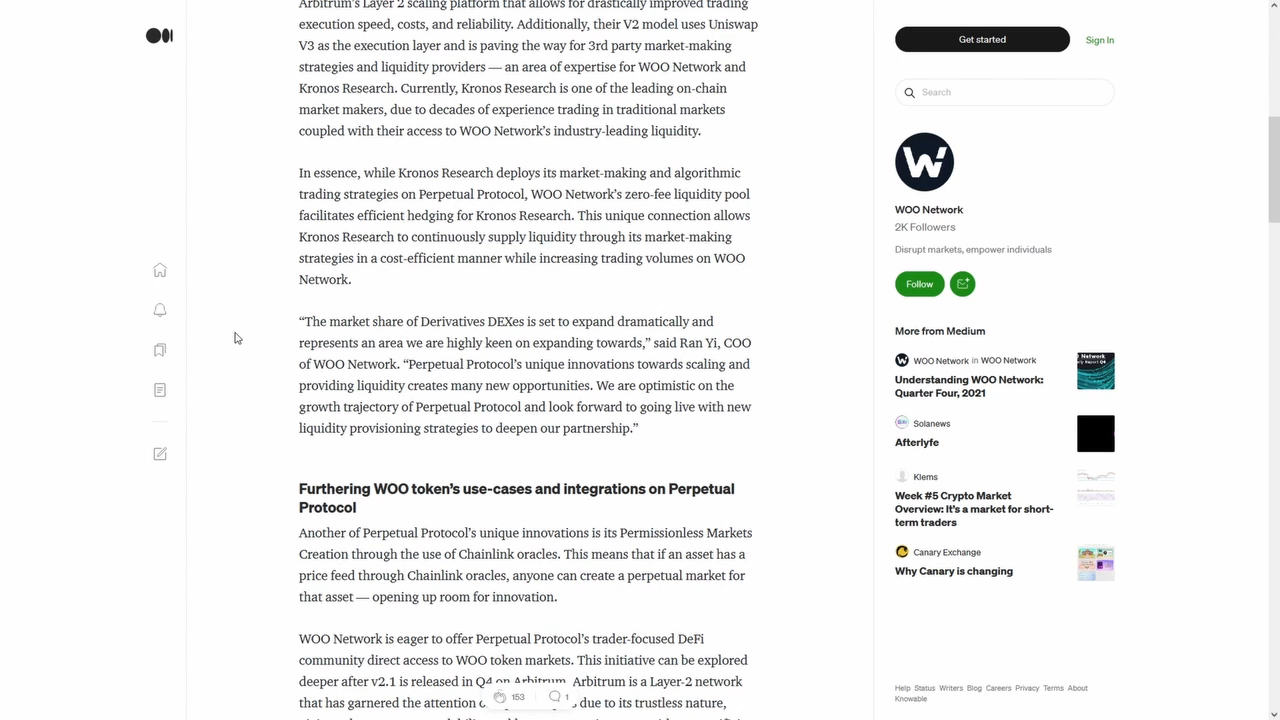 Arbitrum's Layer 2 scaling platform that allows for drastically improved trading
execution speed, costs, and reliability. Additionally, their V2 model uses Uniswap
V3 as the execution layer and is paving the way for 3rd party market-making
strategies and liquidity providers — an area of expertise for WOO Network and
Kronos Research. Currently, Kronos Research is one of the leading on-chain
market makers, due to decades of experience trading in traditional markets
coupled with their access to WOO Network's industry-leading liquidity.
In essence, while Kronos Research deploys its market-making and algorithmic
trading strategies on Perpetual Protocol, WOO Network's zero-fee liquidity pool
facilitates efficient hedging for Kronos Research. This unique connection allows
Kronos Research to continuously supply liquidity through its market-making
strategies in a cost-efficient manner while increasing trading volumes on WOO
Network.
“The market share of Derivatives DEXes is set to expand dramatically and
represents an area we are highly keen on expanding towards,” said Ran Yi, COO
of WOO Network. “Perpetual Protocol's unique innovations towards scaling and
providing liquidity creates many new opportunities. We are optimistic on the
growth trajectory of Perpetual Protocol and look forward to going live with new
liquidity provisioning strategies to deepen our partnership.”
Furthering WOO token's use-cases and integrations on Perpetual
Protocol
Another of Perpetual Protocol's unique innovations is its Permissionless Markets
Creation through the use of Chainlink oracles. This means that if an asset has a
price feed through Chainlink oracles, anyone can create a perpetual market for
that asset — opening up room for innovation.
WOO Network is eager to offer Perpetual Protocol's trader-focused DeFi
community direct access to WOO token markets. This initiative can be explored
deeper after v2.1 is released in Q4 on Arbitrum. Arbitrum is a Layer-2 network
that has garnered the attention of due to its trustless nature,
153 1
Get started Sign In
Search
WOO Network
2K Followers
Disrupt markets, empower individuals
Follow
More from Medium
WOO Network in WOO Network
Understanding WOO Network:
Quarter Four, 2021
Solanews
Afterlyfe
Klems
Week #5 Crypto Market
Overview: It's a market for short-
term traders
Canary Exchange
Why Canary is changing
Help Status Writers Blog Careers Privacy Terms About
Knowable